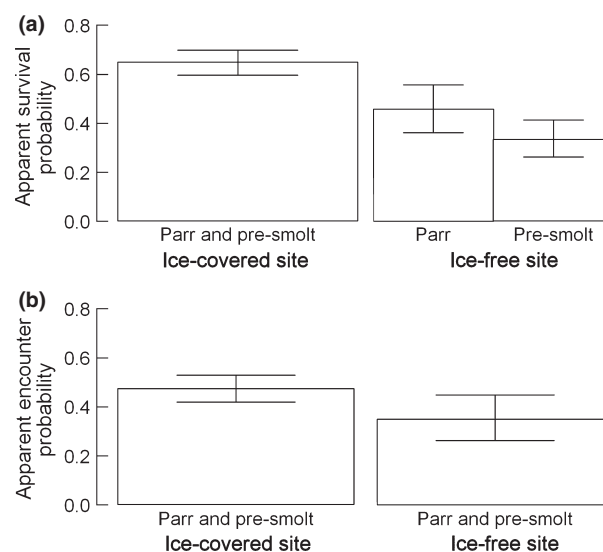 (a)
0.8
0.6
0.4
0.2
0.0
Apparent survival
probability
Parr and pre-smolt
Parr
Pre-smolt
Ice-covered site
Ice-free site
(b)
0.8
0.6
0.4
0.2
0.0
Apparent encounter
probability
Parr and pre-smolt
Parr and pre-smolt
Ice-covered site
Ice-free site